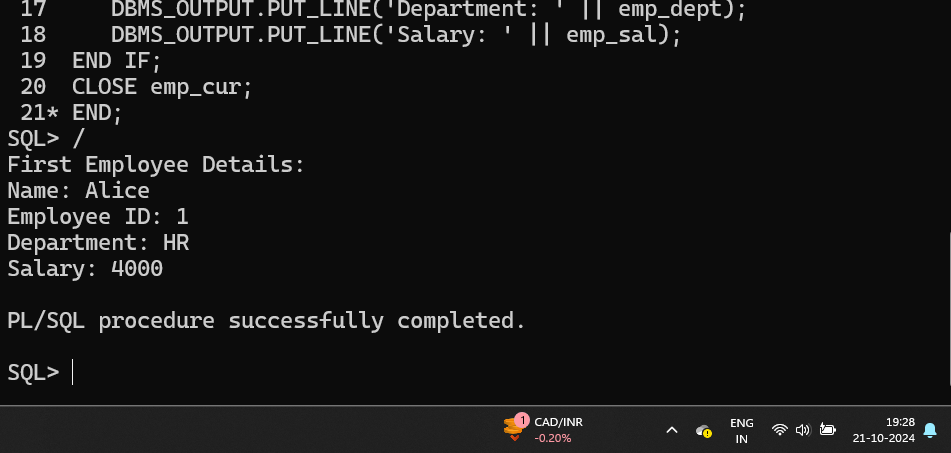 17     DBMS_OUTPUT.PUT_LINE('Department: ' || emp_dept);
18     DBMS_OUTPUT.PUT_LINE('Salary: ' || emp_sal);
19  END IF;
20  CLOSE emp_cur;
21* END;
SQL> /
First Employee Details:
Name: Alice
Employee ID: 1
Department: HR
Salary: 4000
PL/SQL procedure successfully completed.
SQL>
1
CAD/INR
-0.20%
ENG
IN
19:28
21-10-2024